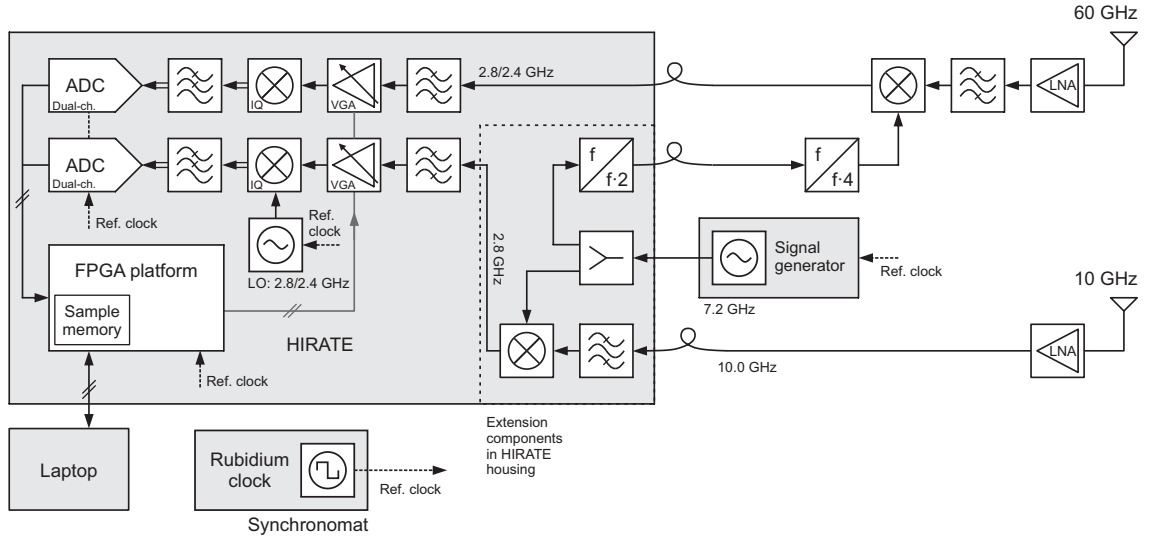 60 GHz
ADC
Dual-ch.
IQ
VGA
2.8/2.4 GHz
LNA
ADC
Dual-ch.
IQ
VGA
f
f·2
f
f·4
Ref. clock
Ref.
clock
LO: 2.8/2.4 GHz
2.8 GHz
Signal
generator
Ref. clock
7.2 GHz
10 GHz
FPGA platform
Sample
memory
HIRATE
Ref. clock
10.0 GHz
LNA
Extension
components
in HIRATE
housing
Laptop
Rubidium
clock
Ref. clock
Synchronomat